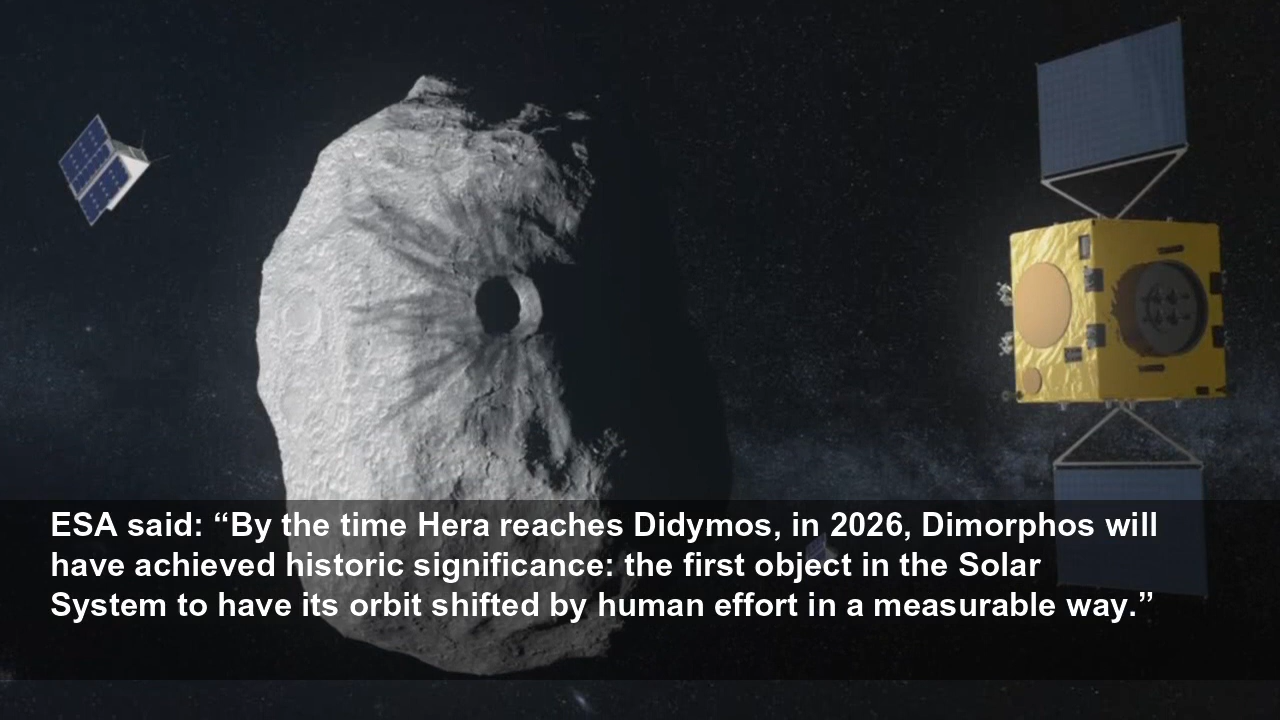 ESA said: “By the time Hera reaches Didymos, in 2026, Dimorphos will
have achieved historic significance: the first object in the Solar
System to have its orbit shifted by human effort in a measurable way.”